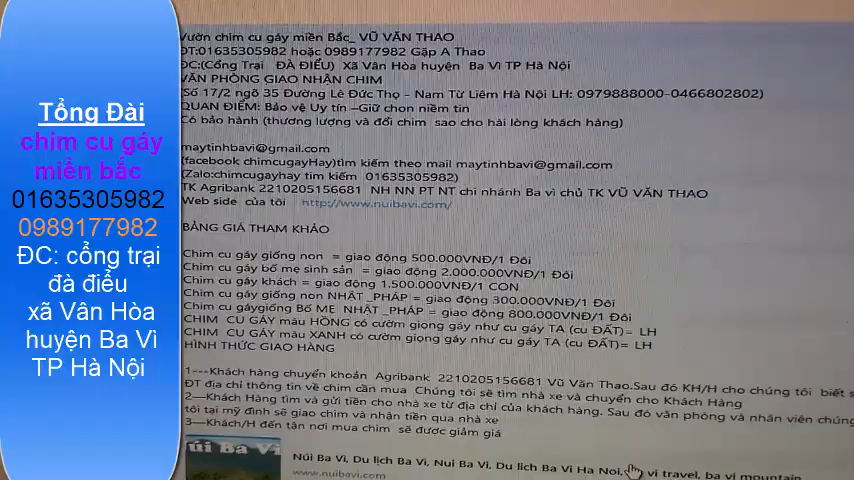 Tổng Đài
chim cu gáy
miền bắc
01635305982
0989177982
ĐC: cổng trại
đà điểu
xã Vân Hòa
huyện Ba Vì
TP Hà Nội
Vườn chim cu gáy miền Bắc_ VŨ VĂN THAO
ĐT:01635305982 hoặc 0989177982 Gặp A Thao
ĐC:(Cổng Trại ĐÀ ĐIỂU) Xã Vân Hòa huyện Ba Vì TP Hà Nội
VĂN PHÒNG GIAO NHẬN CHIM
Số 17/2 ngõ 35 Đường Lê Đức Thọ – Nam Từ Liêm Hà Nội LH: 0979888000-0466802802)
QUAN ĐIỂM: Bảo vệ Uy tín –Giữ chon niềm tin
Có bảo hành (thương lượng và đổi chim sao cho hài lòng khách hàng)
maytinhbavi@gmail.com
(facebook chimcugayHay)tìm kiếm theo mail maytinhbavi@gmail.com
(Zalo:chimcugayhay tìm kiếm 01635305982)
TK Agribank 2210205156681 NH NN PT NT chi nhánh Ba vì chủ TK VŨ VĂN THAO
Web side của tôi http://www.nuibavi.com/
BẢNG GIÁ THAM KHẢO
Chim cu gáy giống non = giao động 500.000VNĐ/1 Đôi
Chim cu gáy bố mẹ sinh sản = giao động 2.000.000VNĐ/1 Đôi
Chim cu gáy khách = giao động 1.500.000VNĐ/1 CON
Chim cu gáy giống non NHẬT _PHÁP = giao động 300.000VNĐ/1 Đôi
Chim cu gáygiống Bố MẸ NHẬT _PHÁP = giao động 800.000VNĐ/1 Đôi
CHIM CU GÁY màu HỒNG có cườm giọng gáy như cu gáy TA (cu ĐẤT)= LH
CHIM CU GÁY màu XANH có cườm giọng gáy như cu gáy TA (cu ĐẤT)= LH
HÌNH THỨC GIAO HÀNG
1---Khách hàng chuyển khoản Agribank 2210205156681 Vũ Văn Thao.Sau đó KH/H cho chúng tôi biết s
ĐT địa chỉ thông tin về chim cần mua Chúng tôi sẽ tìm nhà xe và chuyển cho Khách Hàng
2—Khách Hàng tìm và gửi tiền cho nhà xe từ địa chỉ của khách hàng. Sau đó văn phòng và nhân viên chúng
tôi tại mỹ đình sẽ giao chim và nhận tiền qua nhà xe
3—Khách/H đến tận nơi mua chim sẽ được giảm giá
úi Ba Vì
Núi Ba Vì, Du lịch Ba Vì, Nui Ba Vi, Du lich Ba Vi Ha Noi, vi travel, ba vi mountain
www.nuibavi.com